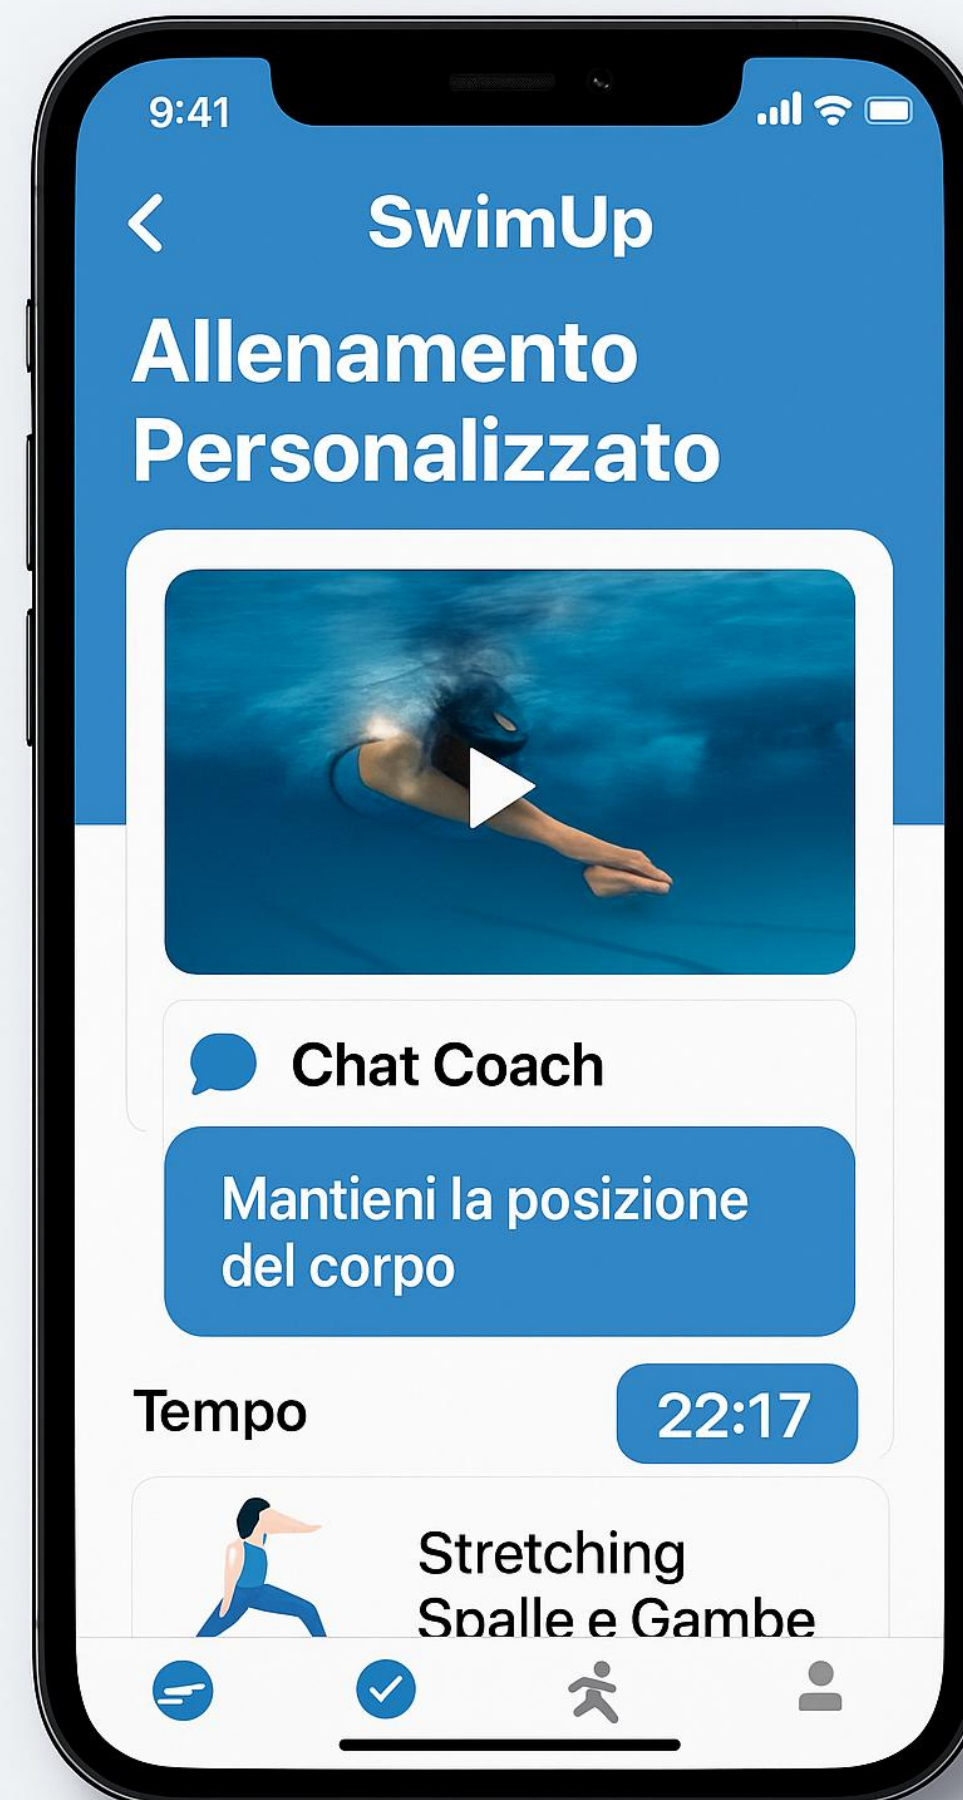 9:41
SwimUp
Allenamento
Personalizzato
Chat Coach
Mantieni la posizione
del corpo
Tempo
22:17
Stretching
Spalle e Gambe